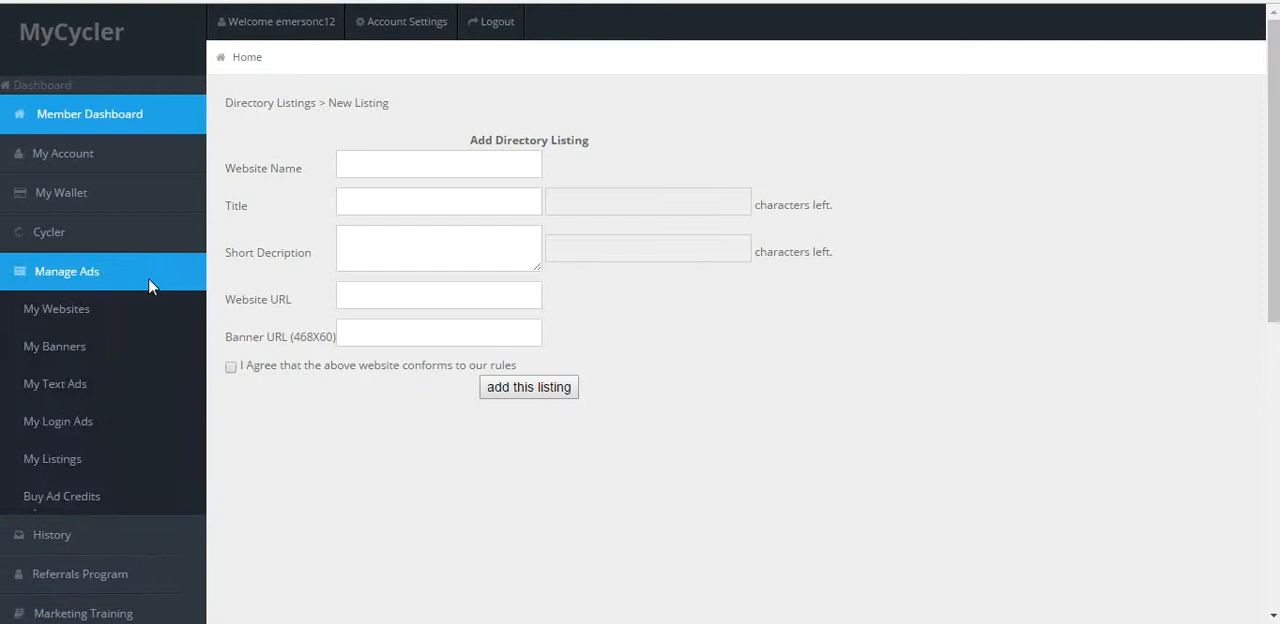 MyCycler
Welcome emersonc12
Account Settings
Logout
Home
Dashboard
Member Dashboard
My Account
My Wallet
Cycler
Manage Ads
My Websites
My Banners
My Text Ads
My Login Ads
My Listings
Buy Ad Credits
History
Referrals Program
Marketing Training
Directory Listings > New Listing
Add Directory Listing
Website Name
Title
characters left.
Short Decription
characters left.
Website URL
Banner URL (468X60)
I Agree that the above website conforms to our rules
add this listing